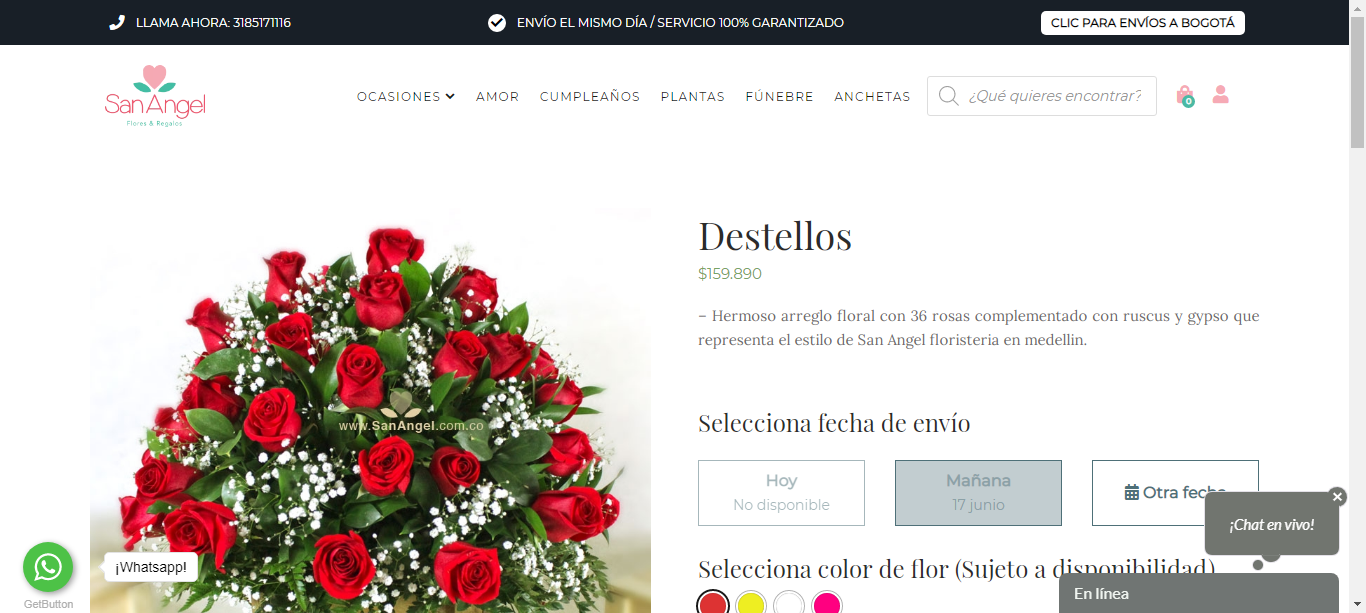 LLAMA AHORA: 3185171116
ENVÍO EL MISMO DÍA / SERVICIO 100% GARANTIZADO
CLIC PARA ENVÍOS A BOGOTÁ
SanAngel
Flores & Regalos
OCASIONES
AMOR
CUMPLEAÑOS
PLANTAS
FÚNEBRE
ANCHETAS
¿Qué quieres encontrar?
0
Destellos
$159.890
– Hermoso arreglo floral con 36 rosas complementado con ruscus y gypso que
representa el estilo de San Angel floristeria en medellin.
www.SanAngel.com.co
Selecciona fecha de envío
Hoy
No disponible
Mañana
17 junio
Otra fecha
¡Chat en vivo!
Selecciona color de flor (Sujeto a disponibilidad)
En línea
¡Whatsapp!
GetButton